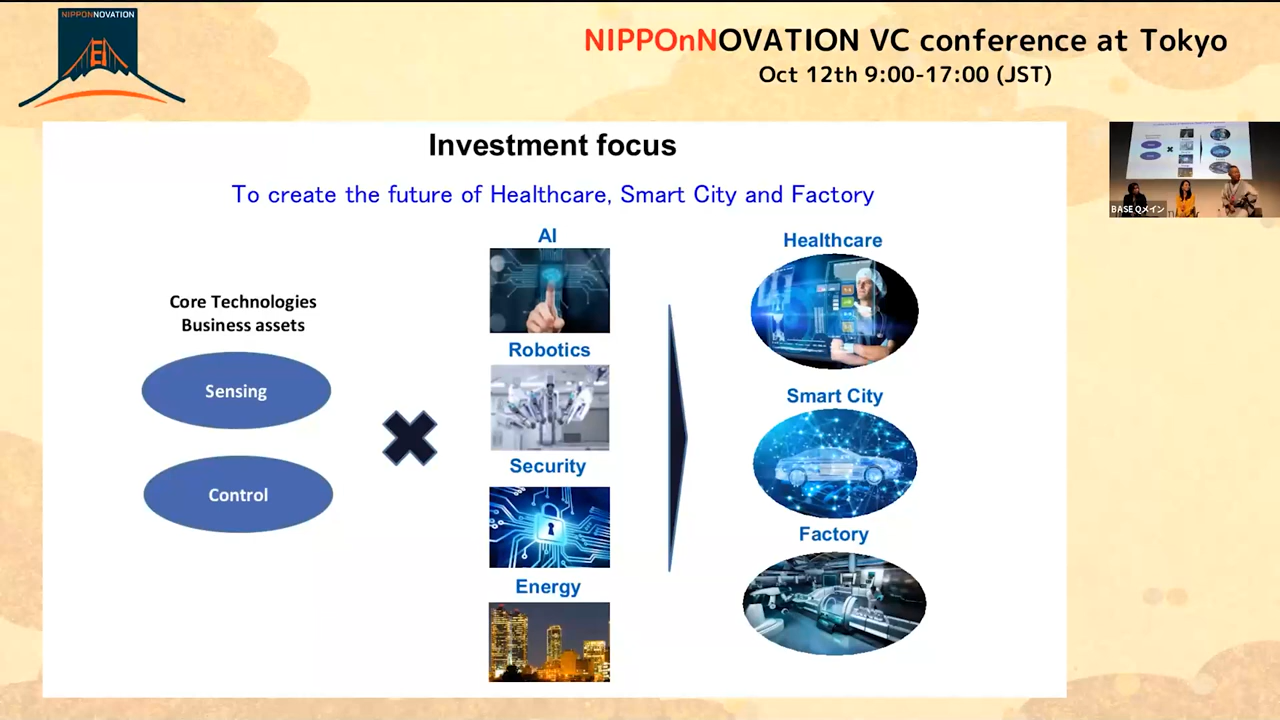 NIPPONNOVATION
NIPPOnNOVATION VC conference at Tokyo
Oct 12th 9:00-17:00 (JST)
Investment focus
To create the future of Healthcare, Smart City and Factory
Core Technologies
Business assets
Sensing
Control
AI
Robotics
Security
Energy
Healthcare
Smart City
Factory
BASE Qメイン